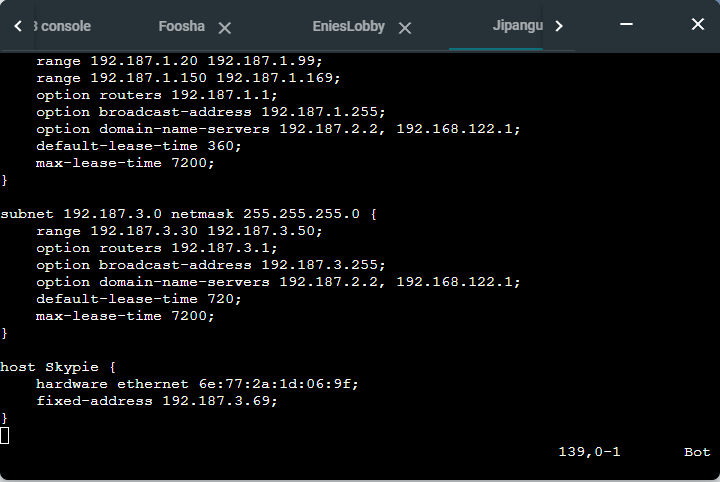 3 console
Foosha
EniesLobby
Jipangu
    range 192.187.1.20 192.187.1.99;
    range 192.187.1.150 192.187.1.169;
    option routers 192.187.1.1;
    option broadcast-address 192.187.1.255;
    option domain-name-servers 192.187.2.2, 192.168.122.1;
    default-lease-time 360;
    max-lease-time 7200;
}
subnet 192.187.3.0 netmask 255.255.255.0 {
    range 192.187.3.30 192.187.3.50;
    option routers 192.187.3.1;
    option broadcast-address 192.187.3.255;
    option domain-name-servers 192.187.2.2, 192.168.122.1;
    default-lease-time 720;
    max-lease-time 7200;
}
host Skypie {
    hardware ethernet 6e:77:2a:1d:06:9f;
    fixed-address 192.187.3.69;
}
139,0-1 Bot